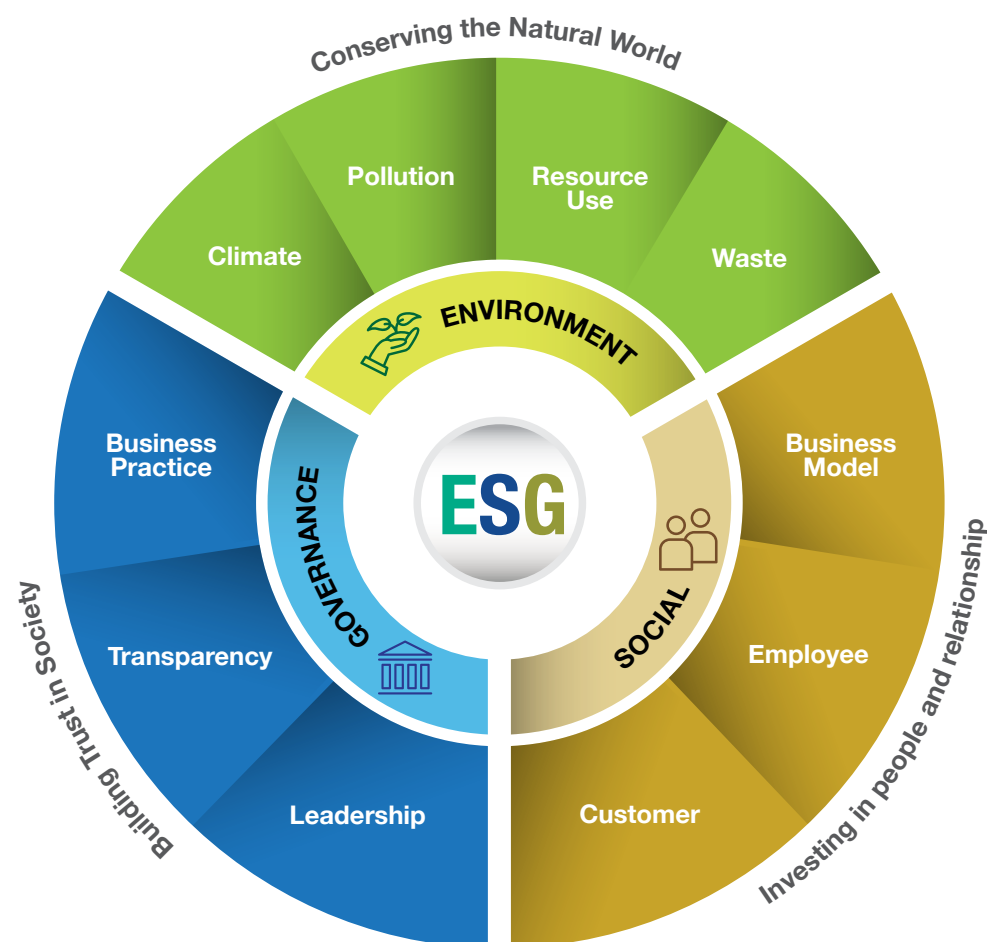 Conserving the Natural World
Climate
Pollution
Resource
Use
Waste
ENVIRONMENT
Business
Practice
Transparency
Leadership
GOVERNANCE
ESG
SOCIAL
Business
Model
Employee
Customer
Building Trust in Society
Investing in people and relationship